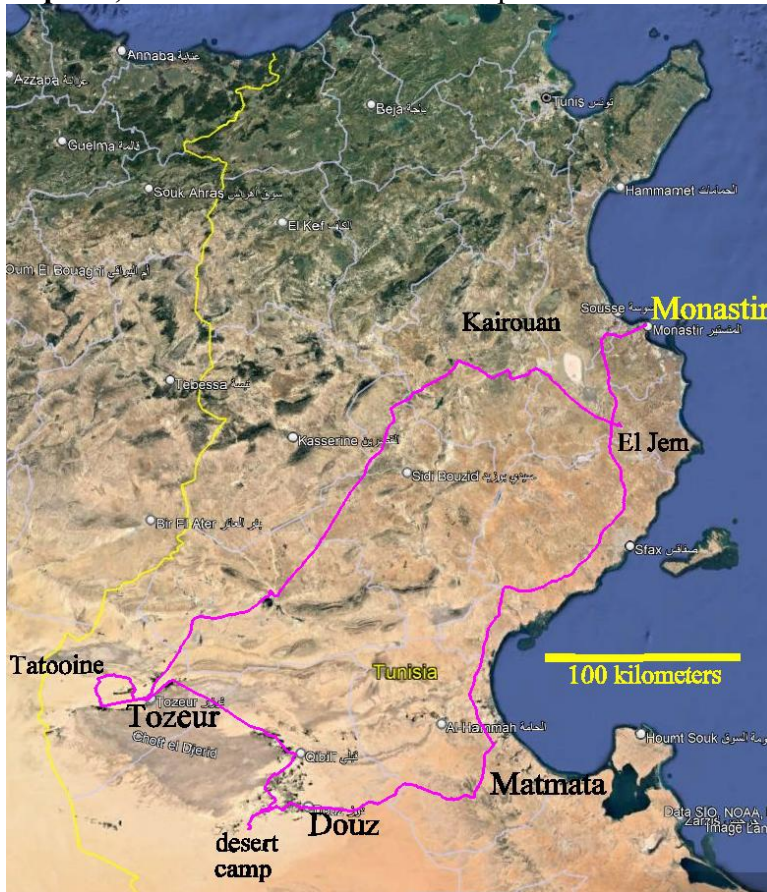 Annaba عنابة
Azzaba عزابة
Tunis تونس
Beja باجة
Guelma قالمة
Souk Ahras سوق أهراس
Hammamet الحمامات
El Kef الكاف
Oum El Bouaghi أم البواقي
Sousse سوسة
Monastir
Kairouan
Monastir المنستير
Tebessa تبسة
Kasserine القصرين
El Jem
Sidi Bouzid سيدي بوزيد
Bir El Ater بئر العاتر
Sfax صفاقس
Tatooine
Tunisia
100 kilometers
Tozeur توزر
Tozeur
Al-Hammah الحامة
Houmt Souk حومة السوق
Chott el Djerid
Qibili قبلي
Matmata
Douz
desert
camp
Data SIO, NOAA,
Zarzis جرجيس
Image Lan